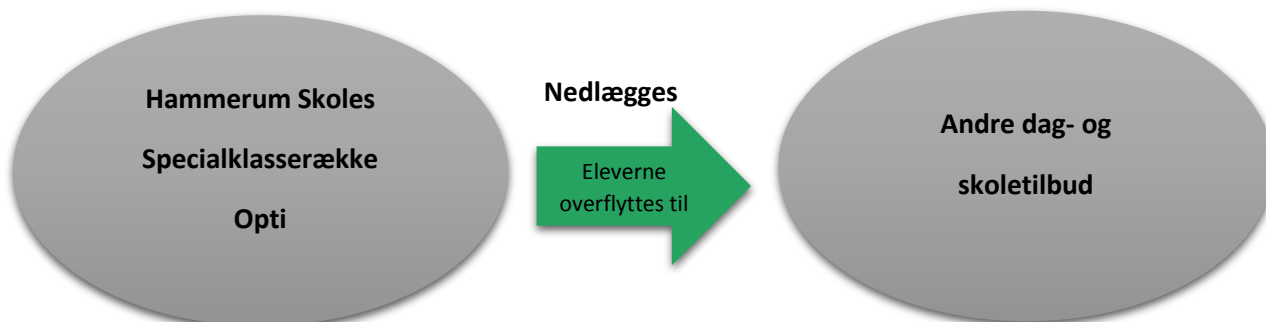 Hammerum Skoles
Specialklasserække
Opti
Nedlægges
Eleverne
overflyttes til
Andre dag- og
skoletilbud